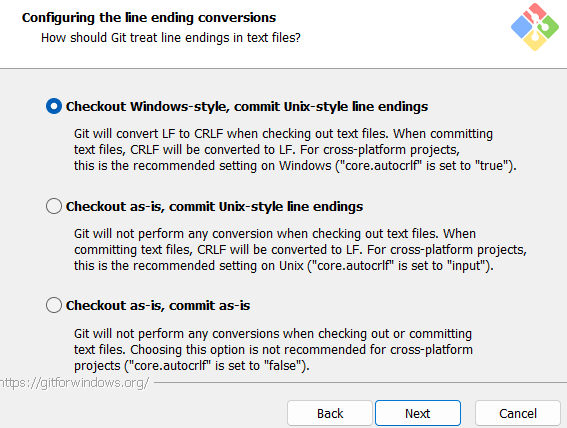 Configuring the line ending conversions
How should Git treat line endings in text files?
Checkout Windows-style, commit Unix-style line endings
Git will convert LF to CRLF when checking out text files. When committing
text files, CRLF will be converted to LF. For cross-platform projects,
this is the recommended setting on Windows ("core.autocrlf" is set to "true").
Checkout as-is, commit Unix-style line endings
Git will not perform any conversion when checking out text files. When
committing text files, CRLF will be converted to LF. For cross-platform projects,
this is the recommended setting on Unix ("core.autocrlf" is set to "input").
Checkout as-is, commit as-is
Git will not perform any conversions when checking out or committing
text files. Choosing this option is not recommended for cross-platform
projects ("core.autocrlf" is set to "false").
https://gitforwindows.org/
Back Next Cancel